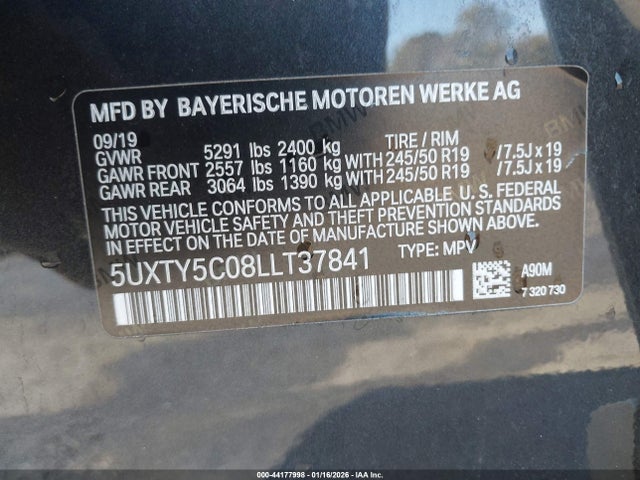 MFD BY BAYERISCHE MOTOREN WERKE AG
09/19
GVWR 5291 lbs 2400 kg TIRE / RIM
GAWR FRONT 2557 lbs 1160 kg WITH 245/50 R19 /7.5J x 19
GAWR REAR 3064 lbs 1390 kg WITH 245/50 R19 /7.5J x 19
THIS VEHICLE CONFORMS TO ALL APPLICABLE U. S. FEDERAL
MOTOR VEHICLE SAFETY AND THEFT PREVENTION STANDARDS
IN EFFECT ON THE DATE OF MANUFACTURE SHOWN ABOVE.
5UXTY5C08LLT37841 TYPE: MPV
A90M
7 320 730
000-44177998 - 01/16/2026 - IAA Inc.